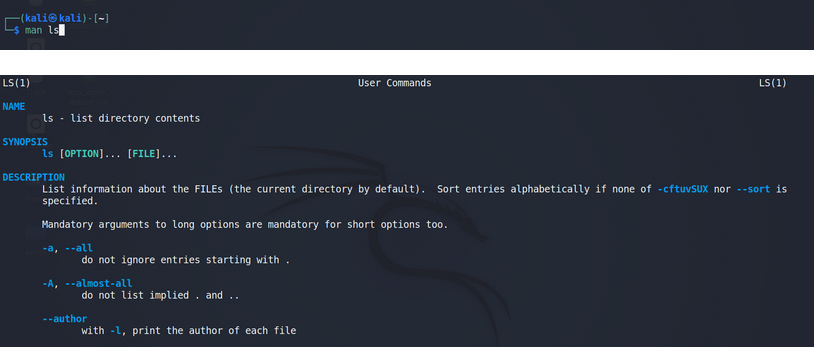 ┌──(kali㉿kali)-[~]
└─$ man ls
LS(1) User Commands LS(1)
NAME
ls - list directory contents
SYNOPSIS
ls [OPTION]... [FILE]...
DESCRIPTION
List information about the FILEs (the current directory by default).  Sort entries alphabetically if none of -cftuvSUX nor --sort is
specified.
Mandatory arguments to long options are mandatory for short options too.
-a, --all
do not ignore entries starting with .
-A, --almost-all
do not list implied . and ..
--author
with -l, print the author of each file